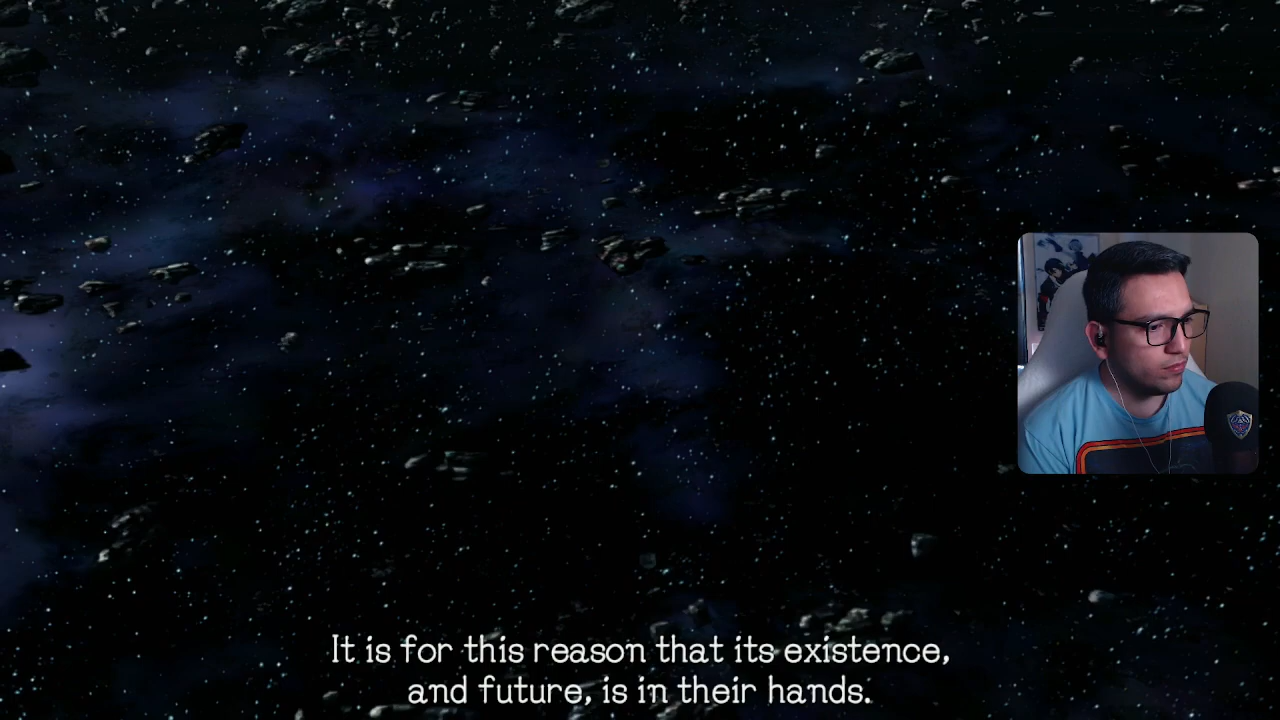 It is for this reason that its existence,
and future, is in their hands.